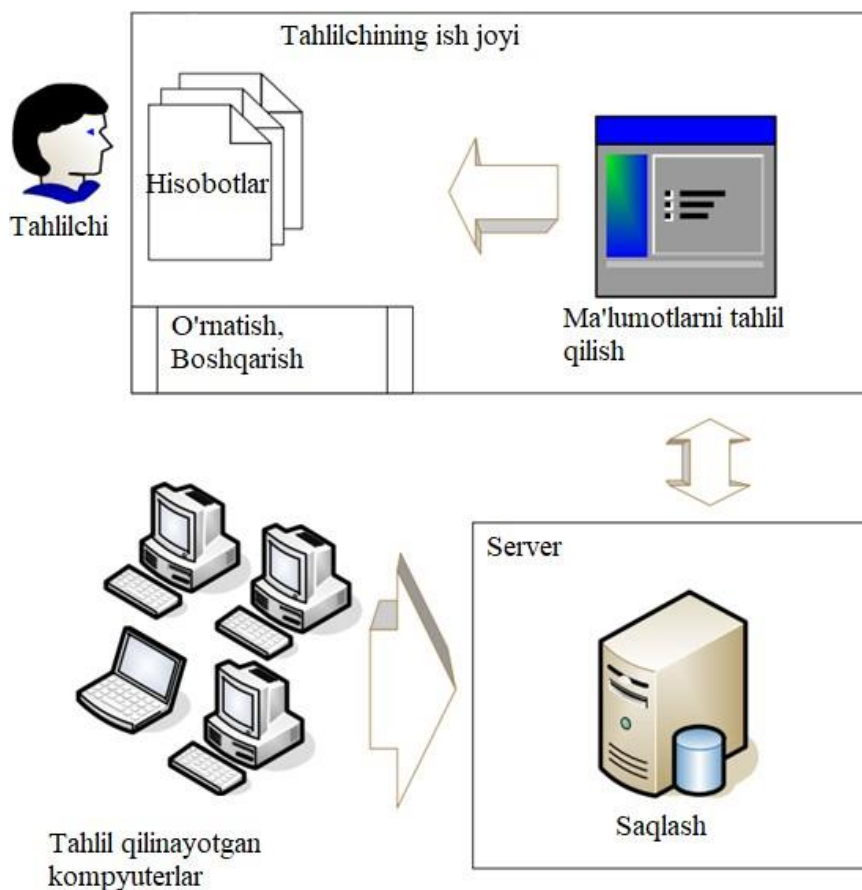 Tahlilchining ish joyi
Hisobotlar
Tahlilchi
O'rnatish,
Boshqarish
Ma'lumotlarni tahlil
qilish
Server
Saqlash
Tahlil qilinayotgan
kompyuterlar